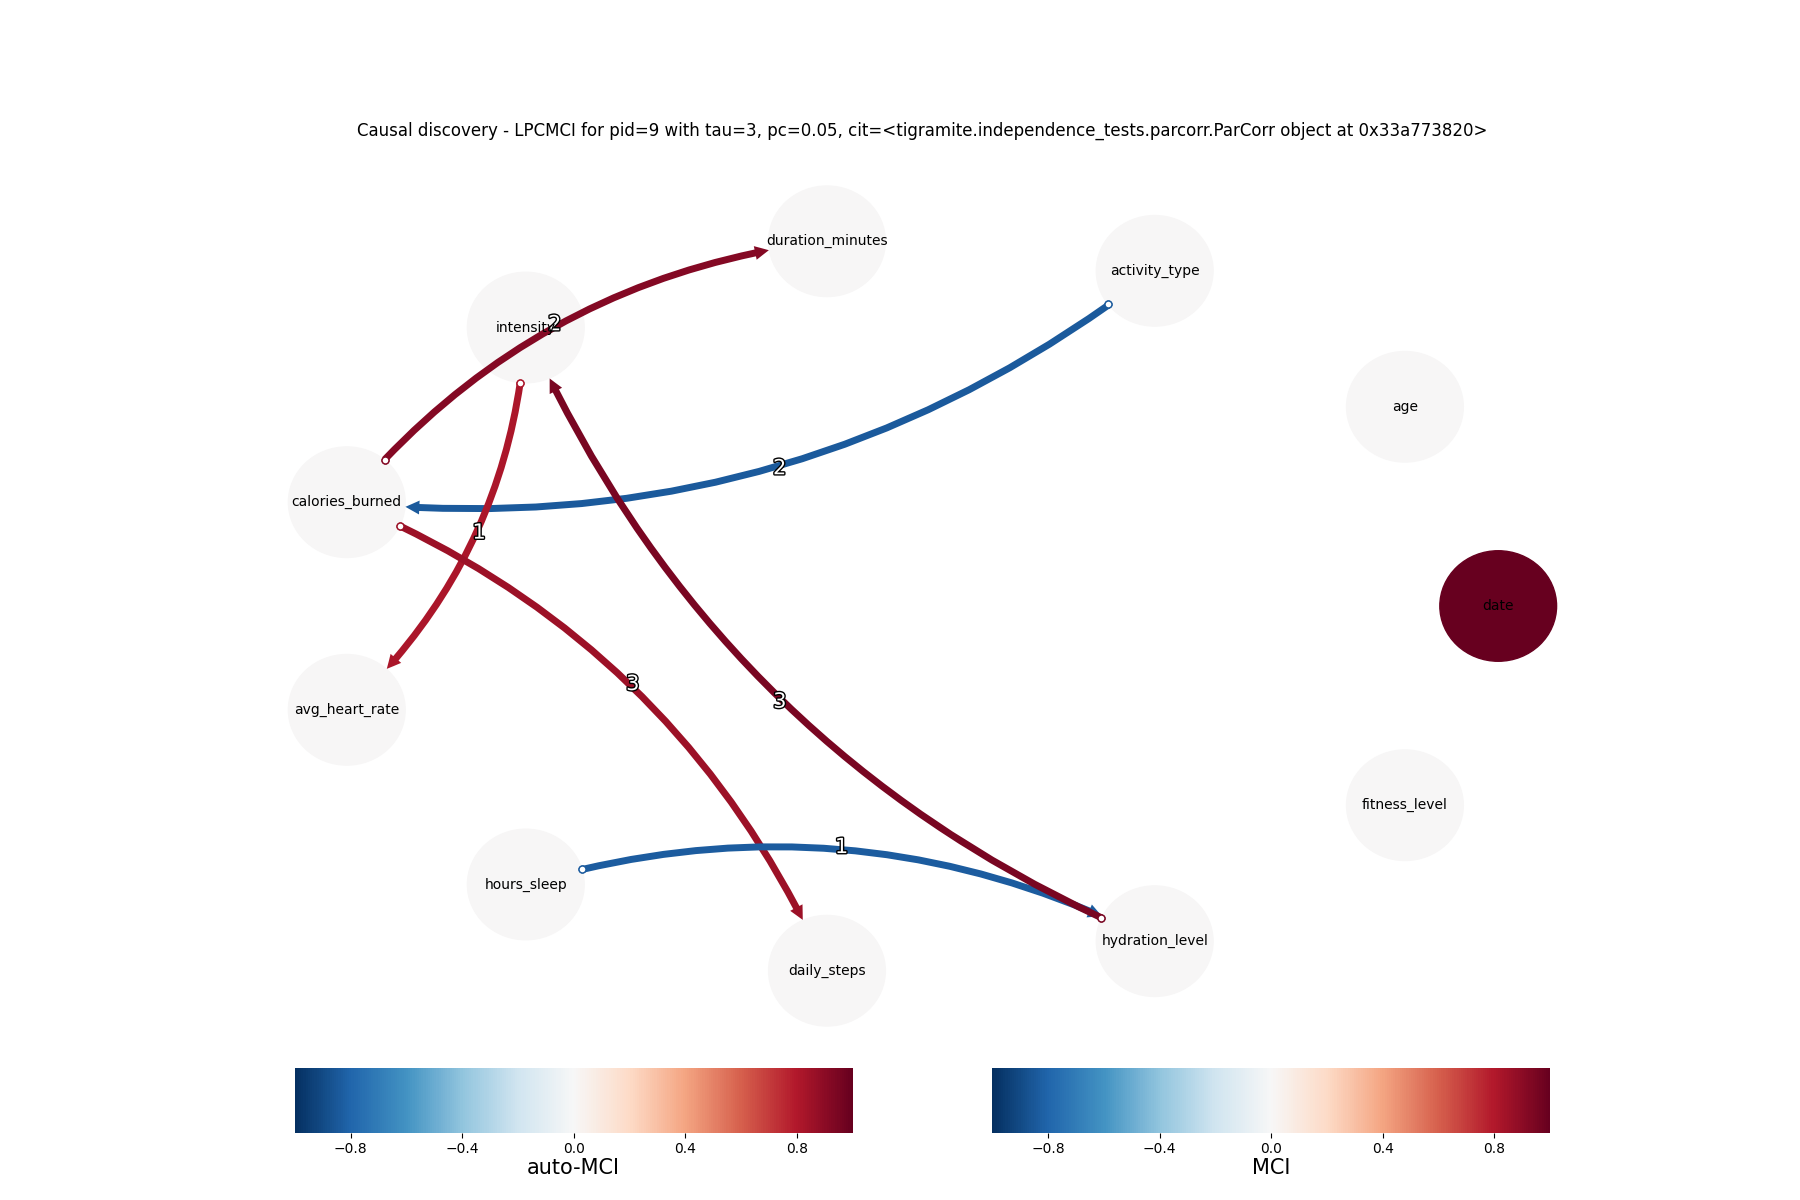 Causal discovery - LPCMCI for pid=9 with tau=3, pc=0.05, cit=<tigramite.independence_tests.parcorr.ParCorr object at 0x33a773820>
duration_minutes
activity_type
intensity
2
age
2
calories_burned
1
date
3
3
avg_heart_rate
fitness_level
1
hours_sleep
hydration_level
daily_steps
−0.8 −0.4 0.0 0.4 0.8
auto-MCI
−0.8 −0.4 0.0 0.4 0.8
MCI